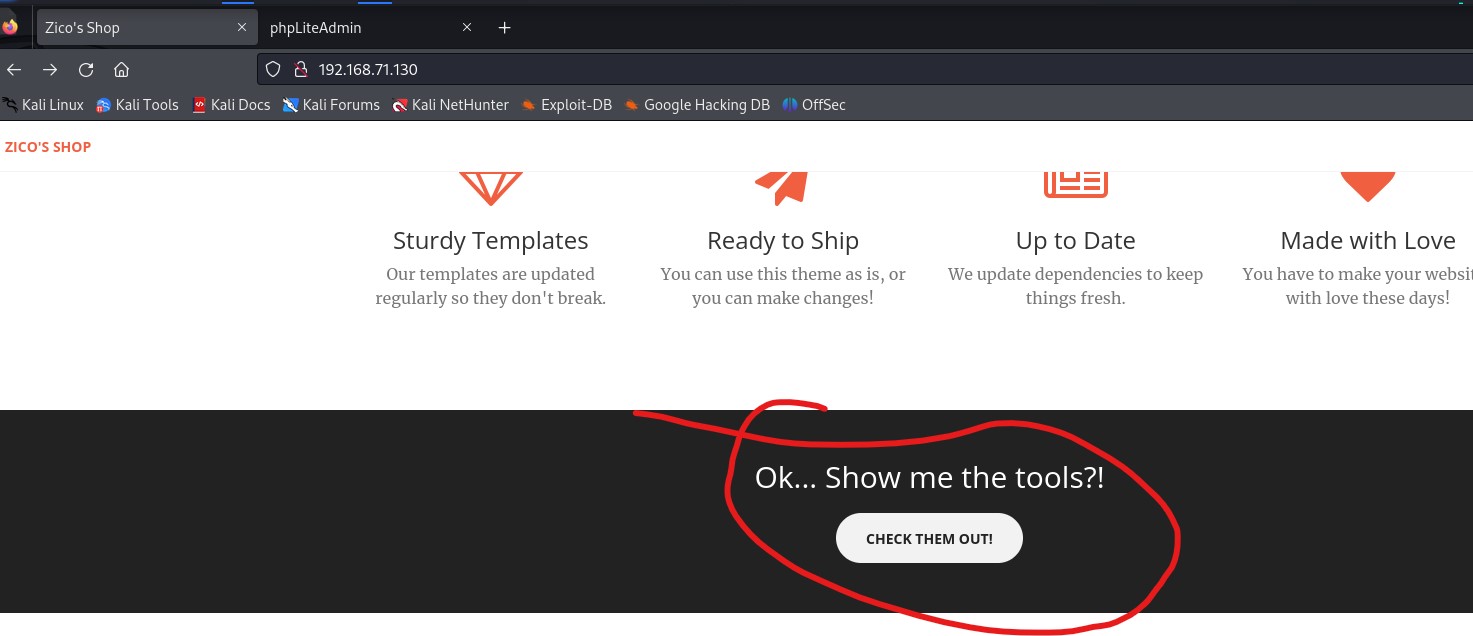 Zico's Shop
phpLiteAdmin
192.168.71.130
Kali Linux
Kali Tools
Kali Docs
Kali Forums
Kali NetHunter
Exploit-DB
Google Hacking DB
OffSec
ZICO'S SHOP
Sturdy Templates
Our templates are updated
regularly so they don't break.
Ready to Ship
You can use this theme as is, or
you can make changes!
Up to Date
We update dependencies to keep
things fresh.
Made with Love
You have to make your websit
with love these days!
Ok... Show me the tools?!
CHECK THEM OUT!